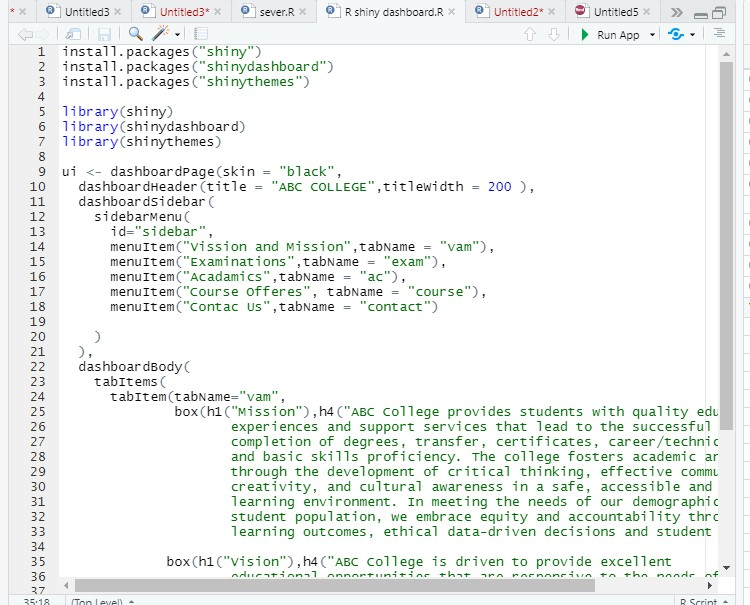 * × Untitled3 × Untitled3* × sever.R × R shiny dashboard.R × Untitled2* × Untitled5 ×
Run App
1 install.packages("shiny")
2 install.packages("shinydashboard")
3 install.packages("shinythemes")
4
5 library(shiny)
6 library(shinydashboard)
7 library(shinythemes)
8
9 ui <- dashboardPage(skin = "black",
10 dashboardHeader(title = "ABC COLLEGE",titleWidth = 200 ),
11 dashboardSidebar(
12 sidebarMenu(
13 id="sidebar",
14 menuItem("Vission and Mission",tabName = "vam"),
15 menuItem("Examinations",tabName = "exam"),
16 menuItem("Acadamics",tabName = "ac"),
17 menuItem("Course Offeres", tabName = "course"),
18 menuItem("Contac Us",tabName = "contact")
19
20 )
21 ),
22 dashboardBody(
23 tabItems(
24 tabItem(tabName="vam",
25 box(h1("Mission"),h4("ABC College provides students with quality edu
26 experiences and support services that lead to the successful
27 completion of degrees, transfer, certificates, career/technic
28 and basic skills proficiency. The college fosters academic an
29 through the development of critical thinking, effective commu
30 creativity, and cultural awareness in a safe, accessible and
31 learning environment. In meeting the needs of our demographic
32 student population, we embrace equity and accountability thro
33 learning outcomes, ethical data-driven decisions and student
34
35 box(h1("Vision"),h4("ABC College is driven to provide excellent
36 educational opportunities that are responsive to the needs of
37
35:18 (Top Level) R Script